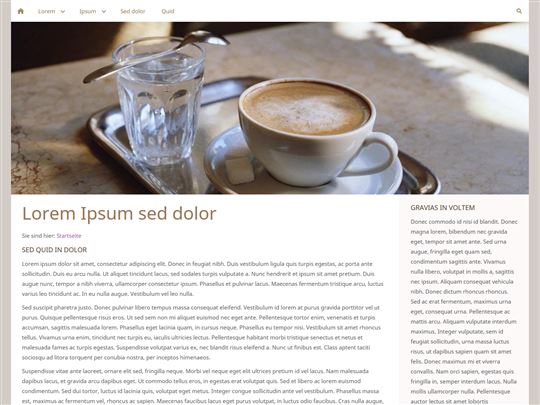 Lorem Ipsum Sed dolor Quid
Lorem Ipsum sed dolor
Sie sind hier: Startseite
SED QUID IN DOLOR
Lorem ipsum dolor sit amet, consectetur adipiscing elit. Donec in feugiat nibh. Duis vestibulum ligula quis turpis egestas, ac porta ante
sollicitudin. Duis eu arcu nulla. Ut aliquet tincidunt lacus, sed sodales turpis vulputate a. Nunc hendrerit et ipsum sit amet pretium. Duis
augue nunc, tempor a nibh viverra, ullamcorper consectetur ipsum. Phasellus et pulvinar lacus. Maecenas fermentum tristique arcu, luctus
varius leo tincidunt ac. In eu nulla augue. Vestibulum vel leo nulla.
Sed suscipit pharetra justo. Donec pulvinar libero tempus massa consequat eleifend. Vestibulum id lorem at purus gravida porttitor vel ut
purus. Quisque pellentesque risus eros. Ut sed sem non mi aliquet euismod nec eget ante. Pellentesque tortor enim, venenatis et turpis
accumsan, sagittis malesuada lorem. Phasellus eget lacinia quam, in cursus neque. Phasellus eu tempor nisi. Vestibulum sit amet rhoncus
tellus. Vivamus urna enim, tincidunt nec turpis eu, iaculis ultricies lectus. Pellentesque habitant morbi tristique senectus et netus et
malesuada fames ac turpis egestas. Suspendisse volutpat varius ex, nec blandit risus eleifend a. Nunc ut finibus est. Class aptent taciti
sociosqu ad litora torquent per conubia nostra, per inceptos himenaeos.
Suspendisse vitae ante laoreet, ornare elit sed, fringilla neque. Morbi vel neque eget elit ultrices pretium id vel lacus. Nam malesuada
dapibus lacus, et gravida arcu dapibus eget. Ut commodo tellus eros, in egestas erat volutpat quis. Sed et libero ac lorem euismod
condimentum. Sed dui tortor, luctus id lacinia quis, volutpat eget metus. Integer congue sollicitudin ante vel vestibulum. Phasellus massa
est, maximus ac fermentum vel, rhoncus ac sapien. Maecenas faucibus lacus eget purus volutpat, in luctus odio faucibus. Cras nulla augue,
GRAVIAS IN VOLTEM
Donec commodo id nisi id blandit. Donec
magna lorem, bibendum nec gravida
eget, tempor sit amet ante. Sed urna
augue, fringilla eget quam sed,
condimentum sagittis ante. Vivamus
nulla libero, volutpat in mollis a, sagittis
nec ipsum. Aliquam consequat vehicula
nibh. Donec dictum rhoncus rhoncus.
Sed ac erat fermentum, maximus urna
eget, consequat urna. Pellentesque ac
mattis arcu. Aliquam vulputate interdum
maximus. Integer vulputate, sem in
feugiat sollicitudin, urna massa luctus
risus, ut dapibus sapien quam sit amet
felis. Donec maximus mi et viverra
convallis. Nam orci sapien, egestas quis
fringilla in, semper interdum lacus. Nulla
mollis ullamcorper nulla. Pellentesque
auctor lacus sit amet lobortis